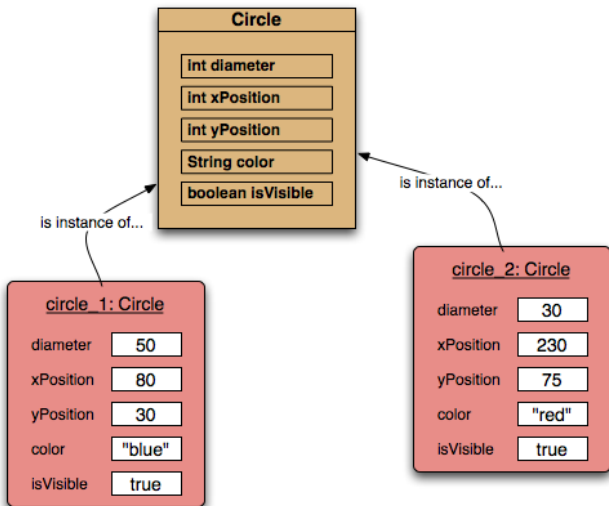 Circle
int diameter
int xPosition
int yPosition
String color
boolean isVisible
is instance of...
is instance of...
circle_1: Circle
diameter 50
xPosition 80
yPosition 30
color "blue"
isVisible true
circle_2: Circle
diameter 30
xPosition 230
yPosition 75
color "red"
isVisible true